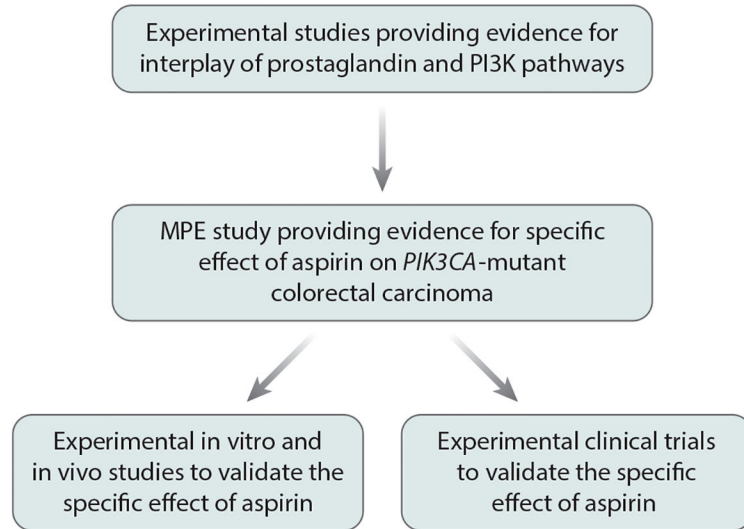 Experimental studies providing evidence for
interplay of prostaglandin and PI3K pathways
MPE study providing evidence for specific
effect of aspirin on PIK3CA-mutant
colorectal carcinoma
Experimental in vitro and
in vivo studies to validate the
specific effect of aspirin
Experimental clinical trials
to validate the specific
effect of aspirin